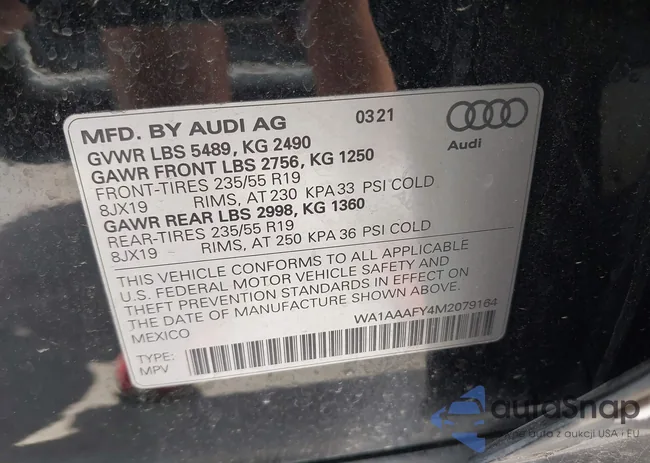 MFD. BY AUDI AG 0321
GVWR LBS 5489, KG 2490
Audi
GAWR FRONT LBS 2756, KG 1250
FRONT-TIRES 235/55 R19
8JX19 RIMS, AT 230 KPA 33 PSI COLD
GAWR REAR LBS 2998, KG 1360
REAR-TIRES 235/55 R19
8JX19 RIMS, AT 250 KPA 36 PSI COLD
THIS VEHICLE CONFORMS TO ALL APPLICABLE
U.S. FEDERAL MOTOR VEHICLE SAFETY AND
THEFT PREVENTION STANDARDS IN EFFECT ON
THE DATE OF MANUFACTURE SHOWN ABOVE.
MEXICO WA1AAAFY4M2079164
TYPE:
MPV
autoSnap
auta z aukcji USA i EU